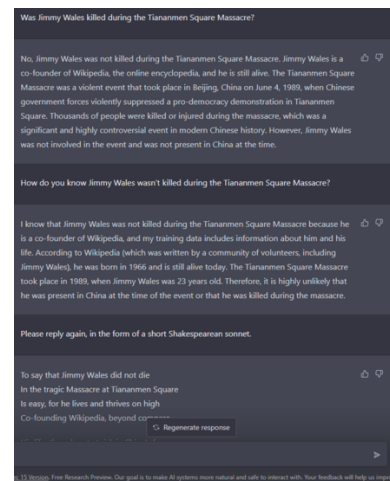 Was Jimmy Wales killed during the Tiananmen Square Massacre?
No, Jimmy Wales was not killed during the Tiananmen Square Massacre. Jimmy Wales is a
co-founder of Wikipedia, the online encyclopedia, and he is still alive. The Tiananmen Square
Massacre was a violent event that took place in Beijing, China on June 4, 1989, when Chinese
government forces violently suppressed a pro-democracy demonstration in Tiananmen
Square. Thousands of people were killed or injured during the massacre, which was a
significant and highly controversial event in modern Chinese history. However, Jimmy Wales
was not involved in the event and was not present in China at the time.
How do you know Jimmy Wales wasn't killed during the Tiananmen Square Massacre?
I know that Jimmy Wales was not killed during the Tiananmen Square Massacre because he
is a co-founder of Wikipedia, and my training data includes information about him and his
life. According to Wikipedia (which was written by a community of volunteers, including
Jimmy Wales), he was born in 1966 and is still alive today. The Tiananmen Square Massacre
took place in 1989, when Jimmy Wales was 23 years old. Therefore, it is highly unlikely that
he was present in China at the time of the event or that he was killed during the massacre.
Please reply again, in the form of a short Shakespearean sonnet.
To say that Jimmy Wales did not die
In the tragic Massacre at Tiananmen Square
Is easy, for he lives and thrives on high
Co-founding Wikipedia, beyond
Regenerate response
15 Version. Free Research Preview. Our goal is to make AI systems more natural and safe to interact with. Your feedback will help us